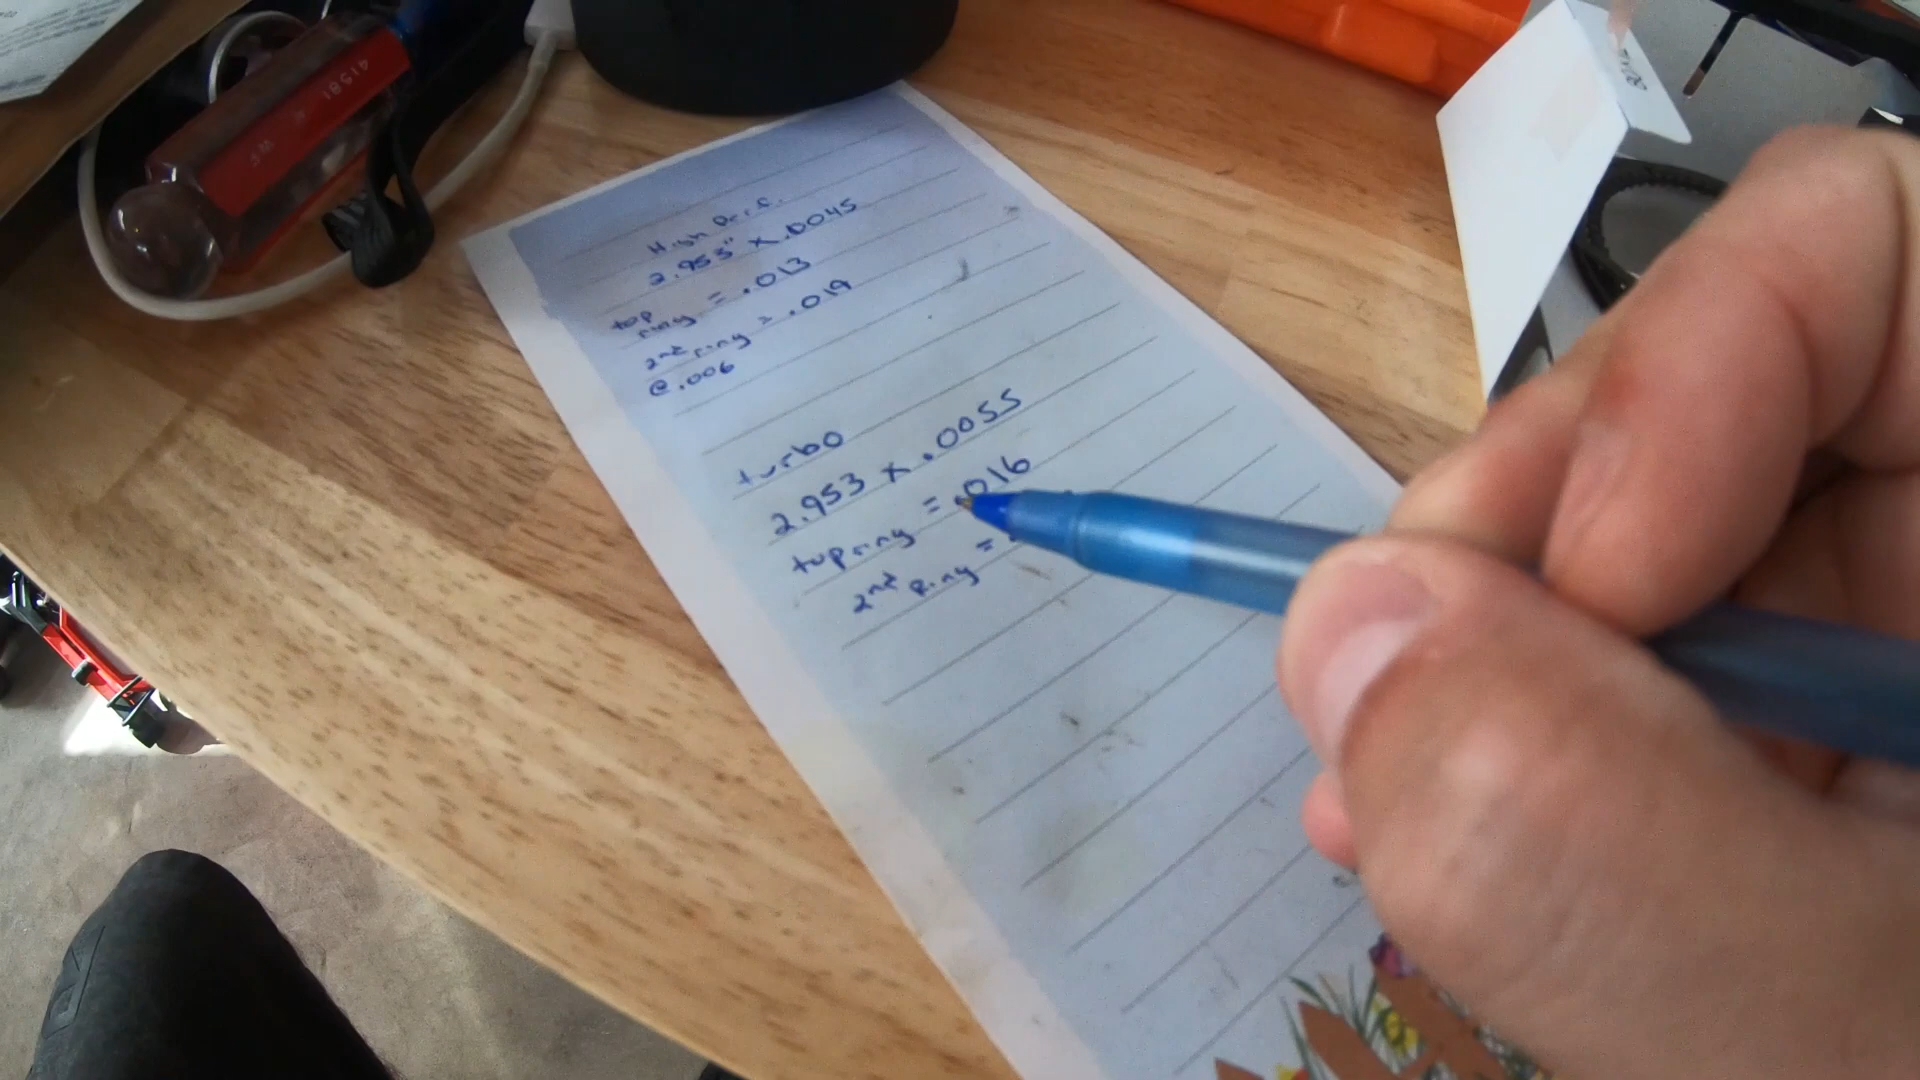 41581
High Perf.
2.953" x .0045
top ring = .013
2nd ring = .019
@ .006
turbo
2.953 x .0055
top ring = .016
2nd Ring = .